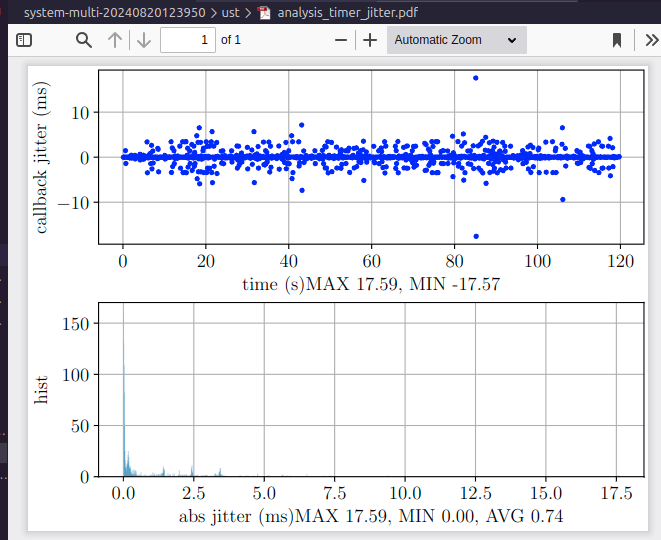 system-multi-20240820123950 > ust > analysis_timer_jitter.pdf
1 of 1 Automatic Zoom
callback jitter (ms)
10
0
−10
0 20 40 60 80 100 120
time (s)MAX 17.59, MIN -17.57
hist
150
100
50
0
0.0 2.5 5.0 7.5 10.0 12.5 15.0 17.5
abs jitter (ms)MAX 17.59, MIN 0.00, AVG 0.74